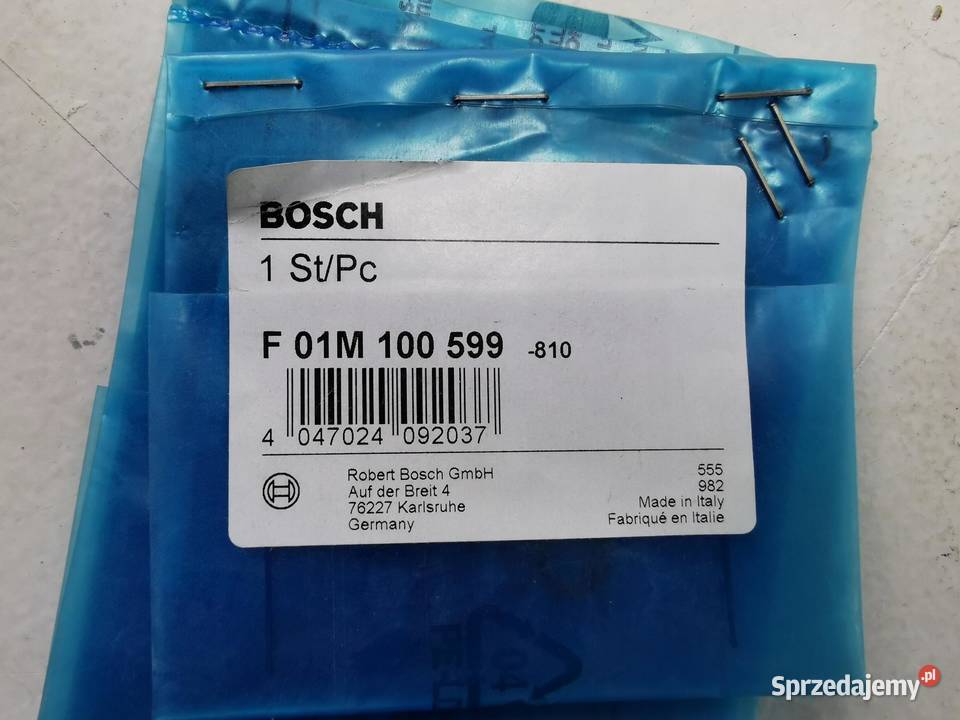 BOSCH
1 St/Pc
F 01M 100 599 -810
4 047024 092037
Robert Bosch GmbH
Auf der Breit 4
76227 Karlsruhe
Germany
555
982
Made in Italy
Fabriqué en Italie
04
Sprzedajemy.pl